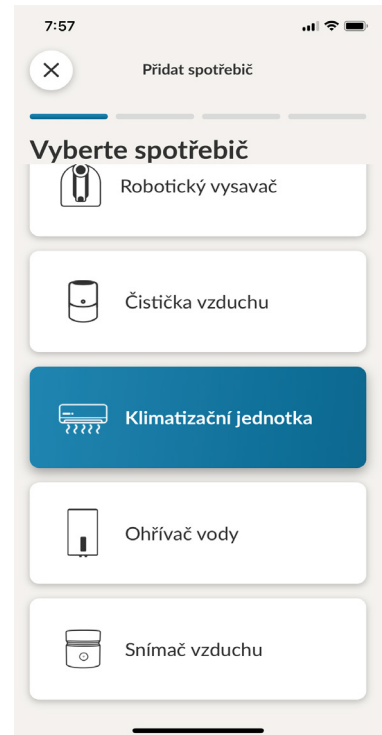 7:57
Přidat spotřebič
Vyberte spotřebič
Robotický vysavač
Čistička vzduchu
Klimatizační jednotka
Ohřívač vody
Snímač vzduchu